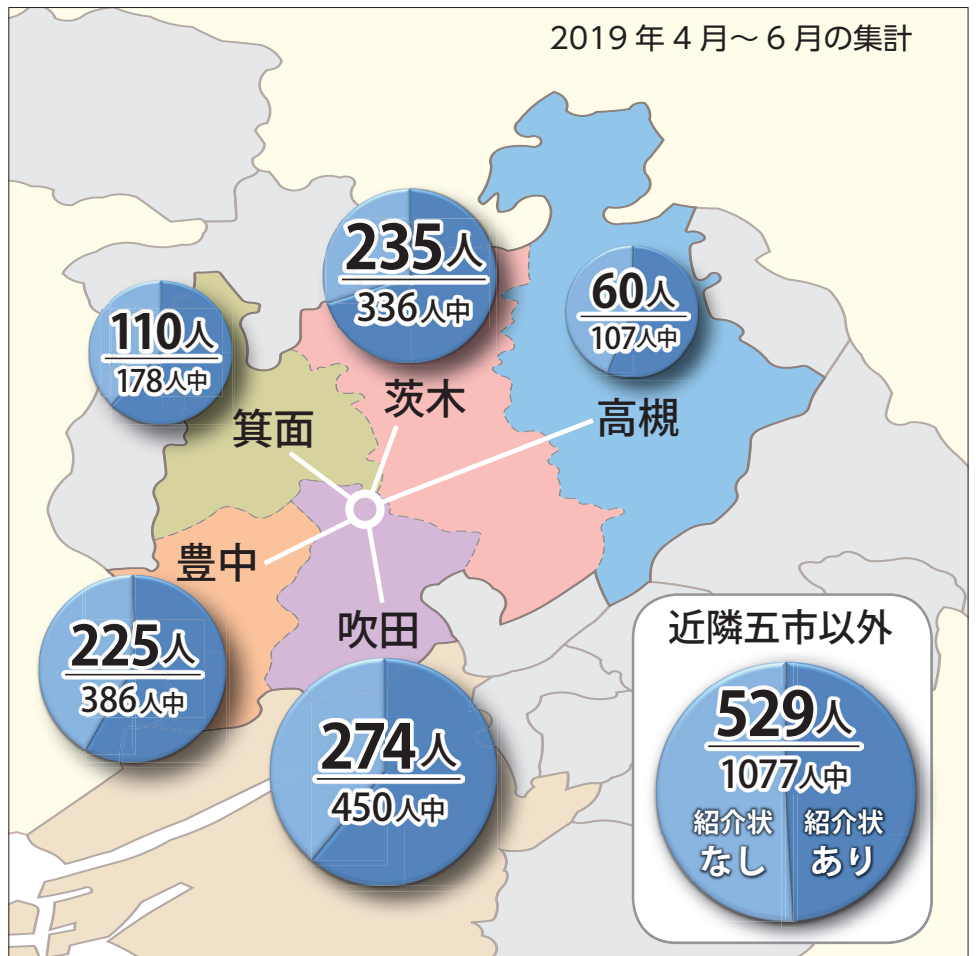 2019年4月～6月の集計
235人
336人中
60人
107人中
110人
178人中
茨木
高槻
箕面
豊中
吹田
225人
386人中
274人
450人中
近隣五市以外
529人
1077人中
紹介状 紹介状
なし あり